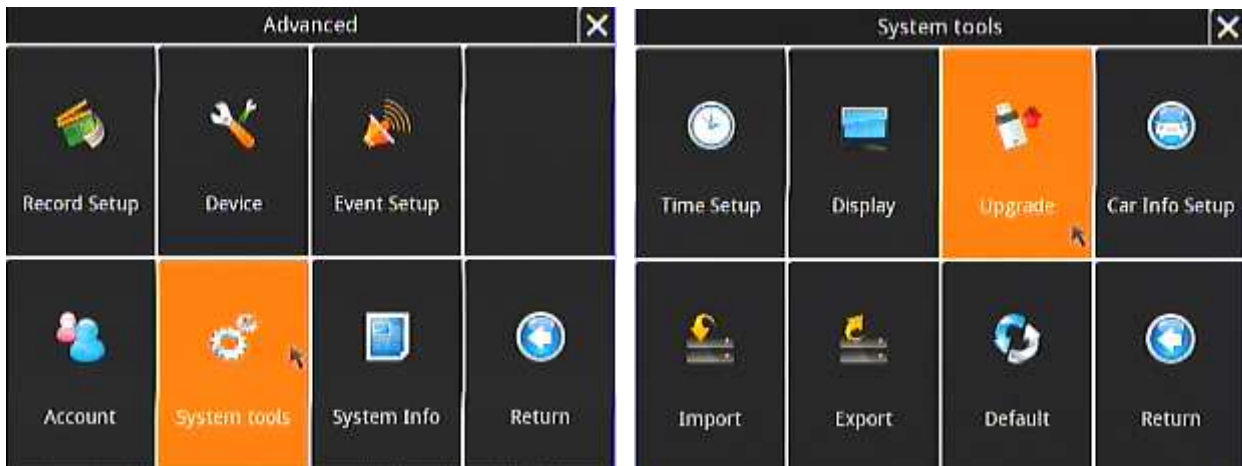 Advanced
Record Setup
Device
Event Setup
Account
System tools
System Info
Return
System tools
Time Setup
Display
Upgrade
Car Info Setup
Import
Export
Default
Return